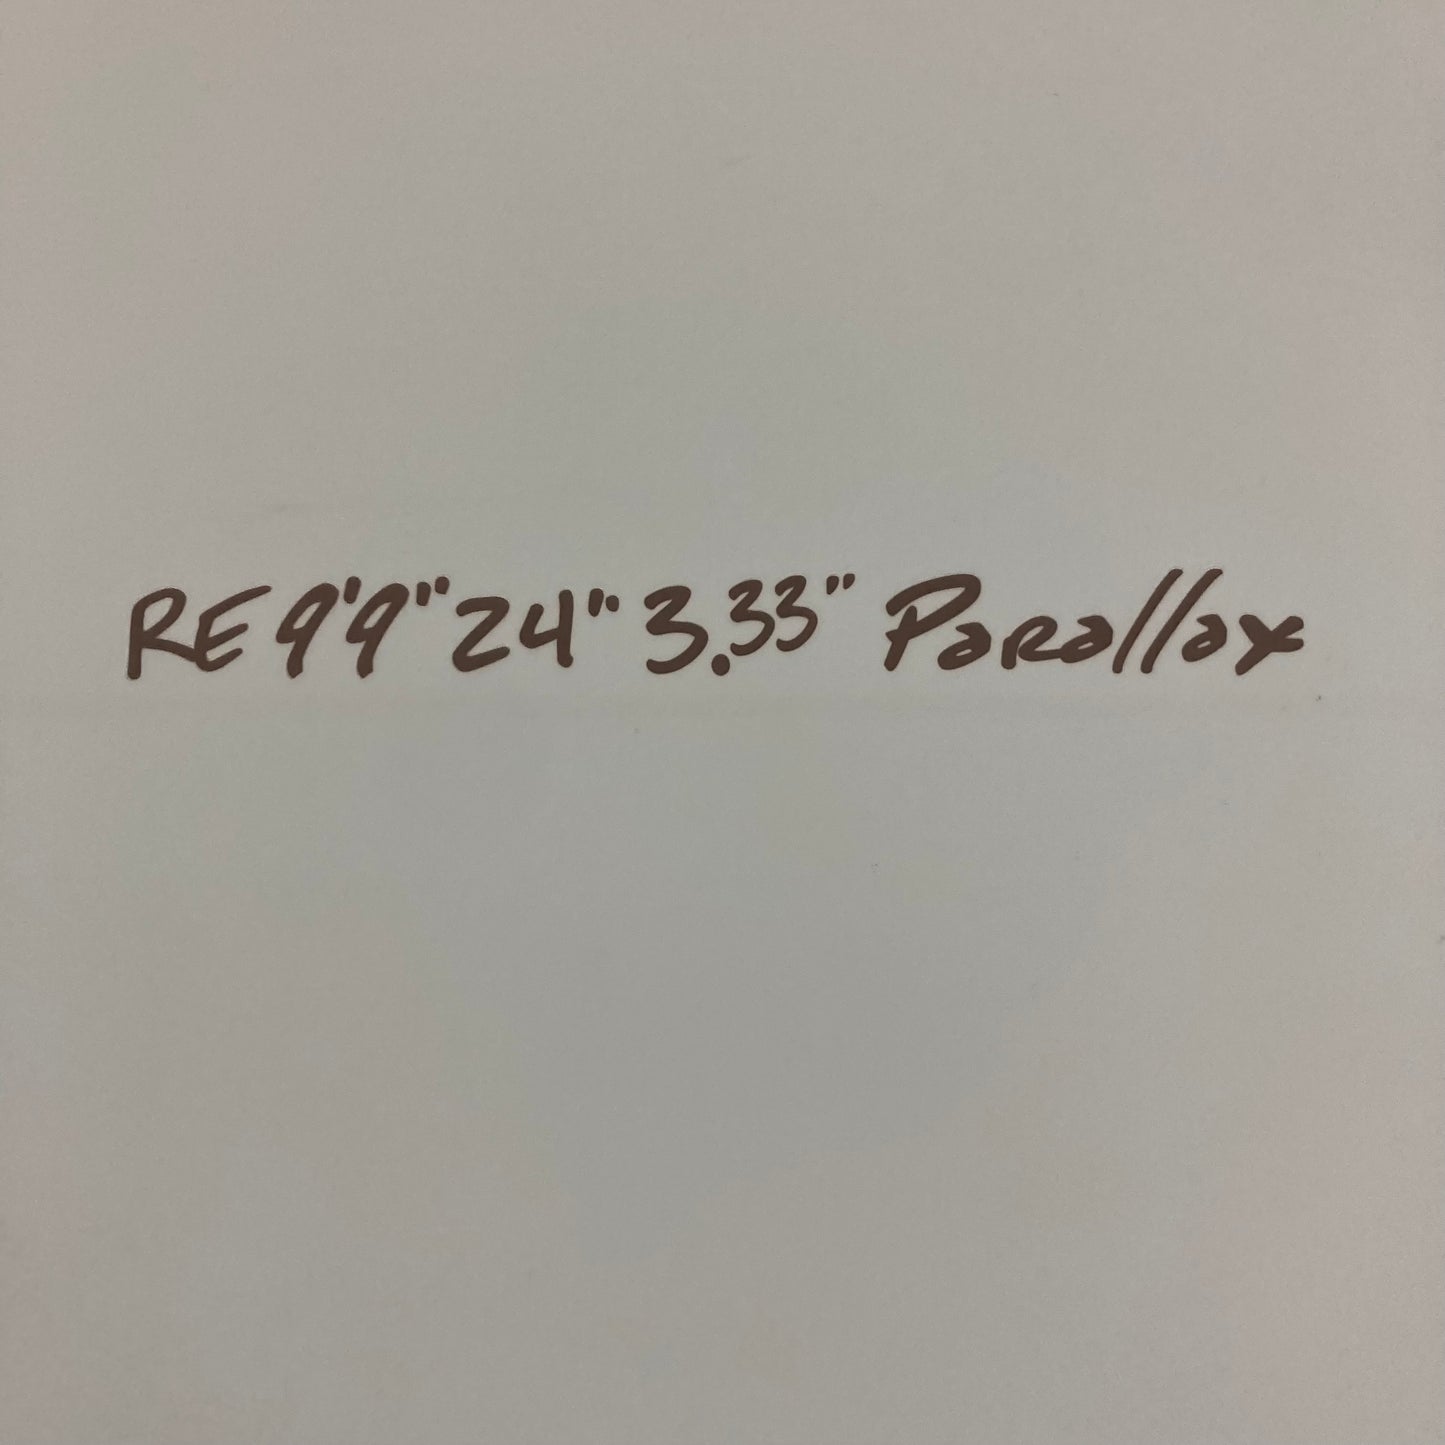 RE 9'9" 24" 3.33" Parallax